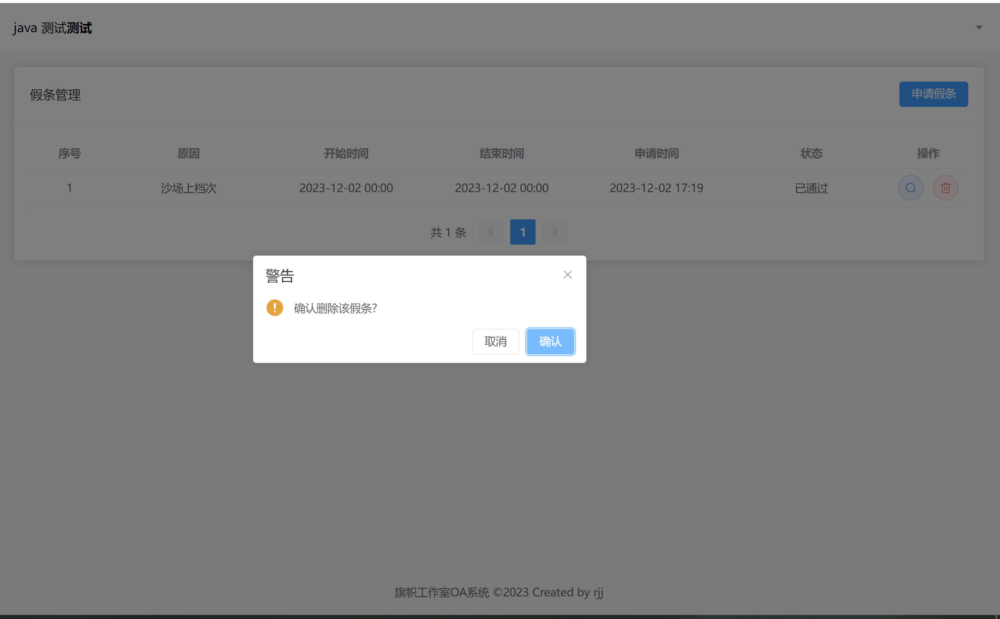 java 测试测试
假条管理
申请假条
序号 原因 开始时间 结束时间 申请时间 状态 操作
1 沙场上档次 2023-12-02 00:00 2023-12-02 00:00 2023-12-02 17:19 已通过
共 1 条 1
警告
确认删除该假条?
取消 确认
旗帜工作室OA系统 ©2023 Created by rjj